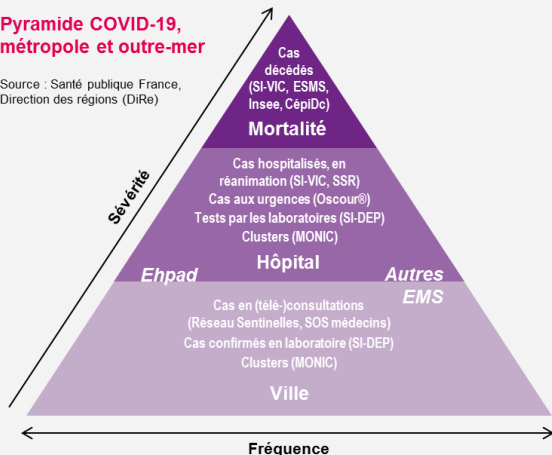 Pyramide COVID-19,
métropole et outre-mer
Source : Santé publique France,
Direction des régions (DiRe)
Cas
décédés
(SI-VIC, ESMS,
Insee, CépiDc)
Mortalité
Cas hospitalisés, en
réanimation (SI-VIC, SSR)
Cas aux urgences (Oscour®)
Tests par les laboratoires (SI-DEP)
Clusters (MONIC)
Hôpital
Sévérité
Ehpad
Autres
EMS
Cas en (télé-)consultations
(Réseau Sentinelles, SOS médecins)
Cas confirmés en laboratoire (SI-DEP)
Clusters (MONIC)
Ville
Fréquence